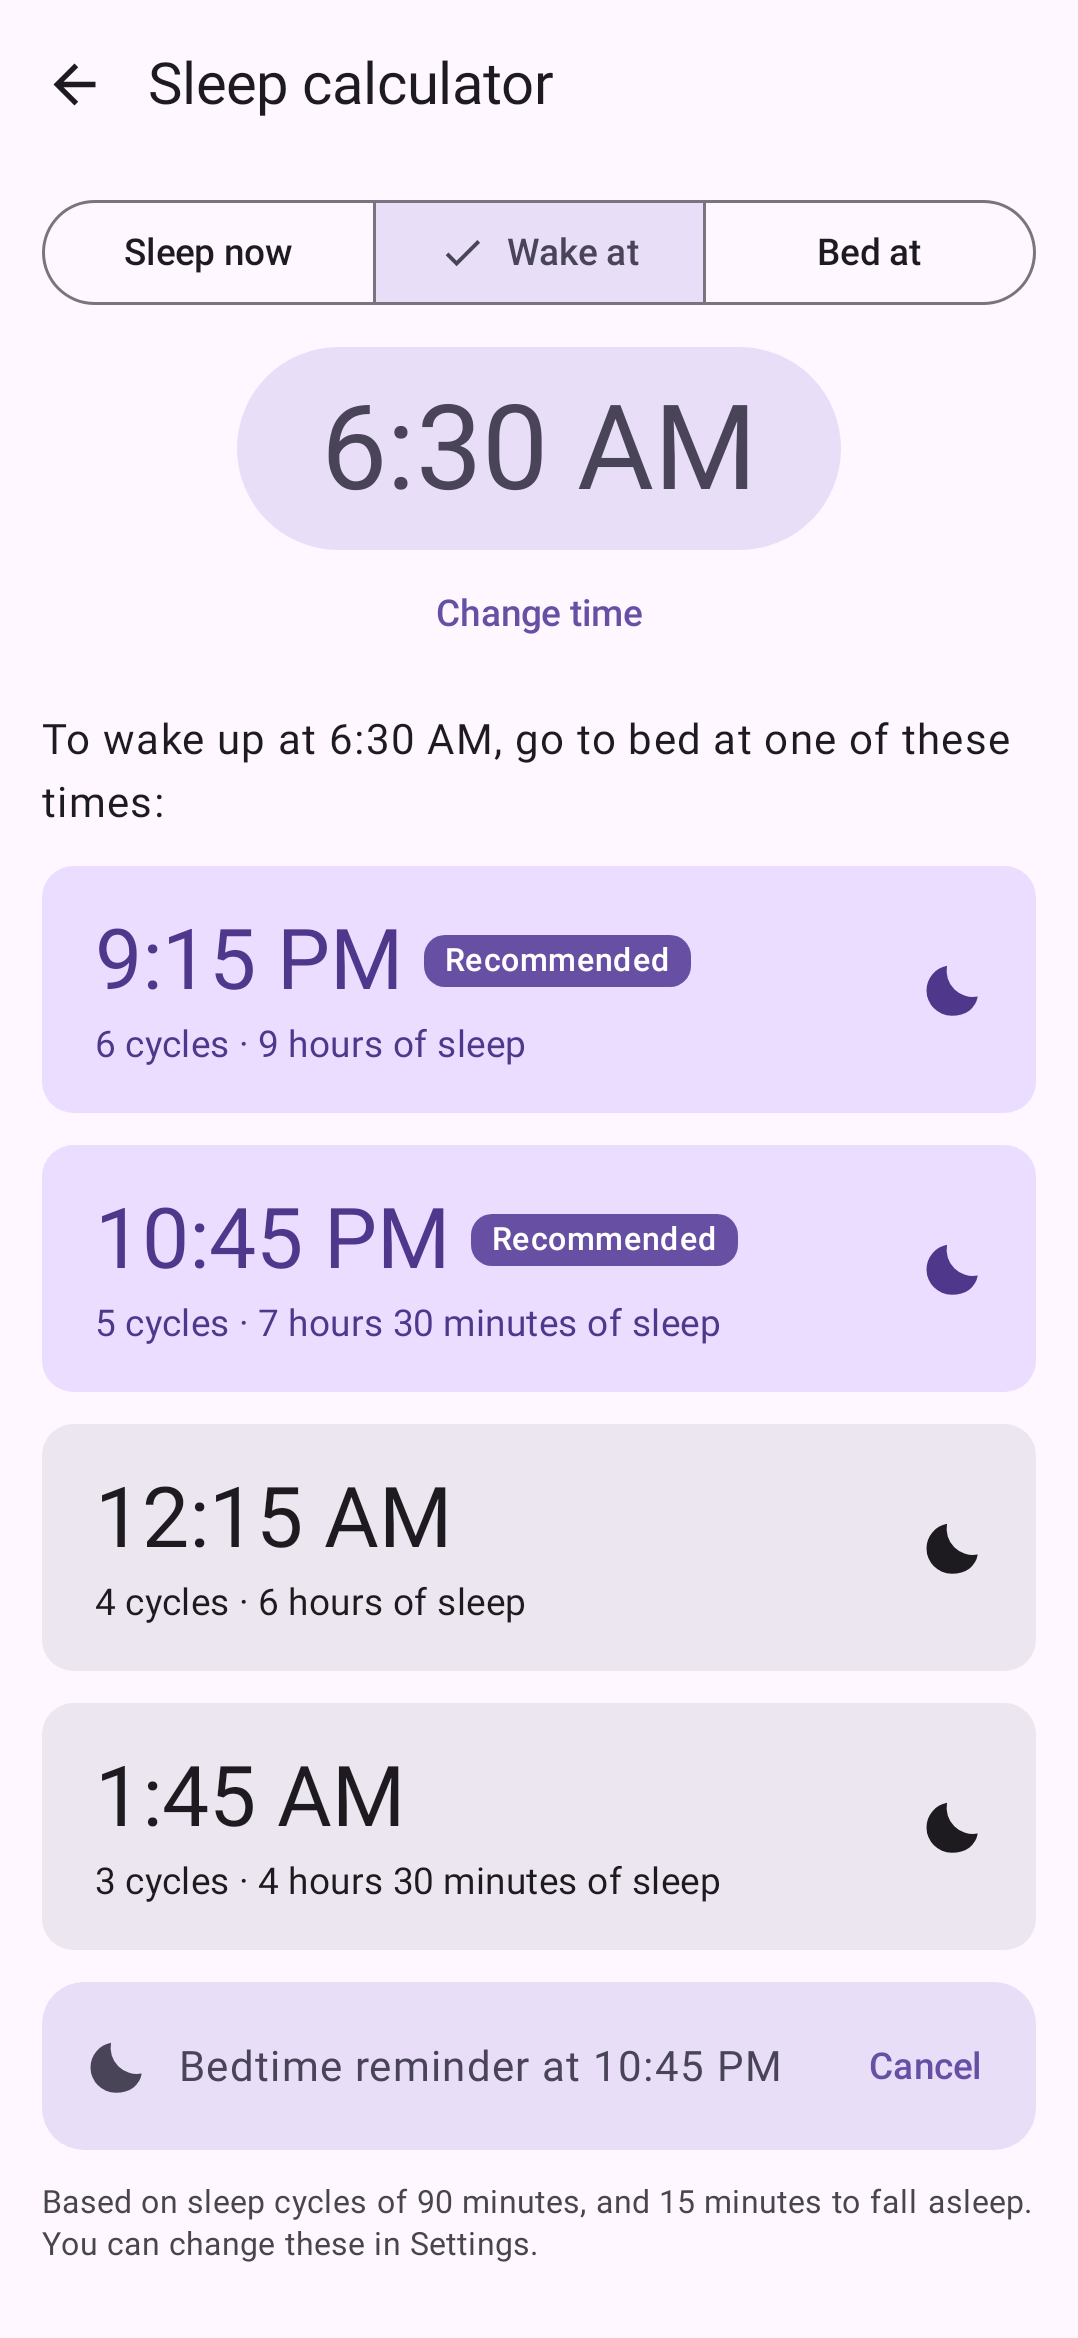 Sleep calculator
Sleep now
Wake at
Bed at
6:30 AM
Change time
To wake up at 6:30 AM, go to bed at one of these
times:
9:15 PM Recommended
6 cycles · 9 hours of sleep
10:45 PM Recommended
5 cycles · 7 hours 30 minutes of sleep
12:15 AM
4 cycles · 6 hours of sleep
1:45 AM
3 cycles · 4 hours 30 minutes of sleep
Bedtime reminder at 10:45 PM Cancel
Based on sleep cycles of 90 minutes, and 15 minutes to fall asleep.
You can change these in Settings.